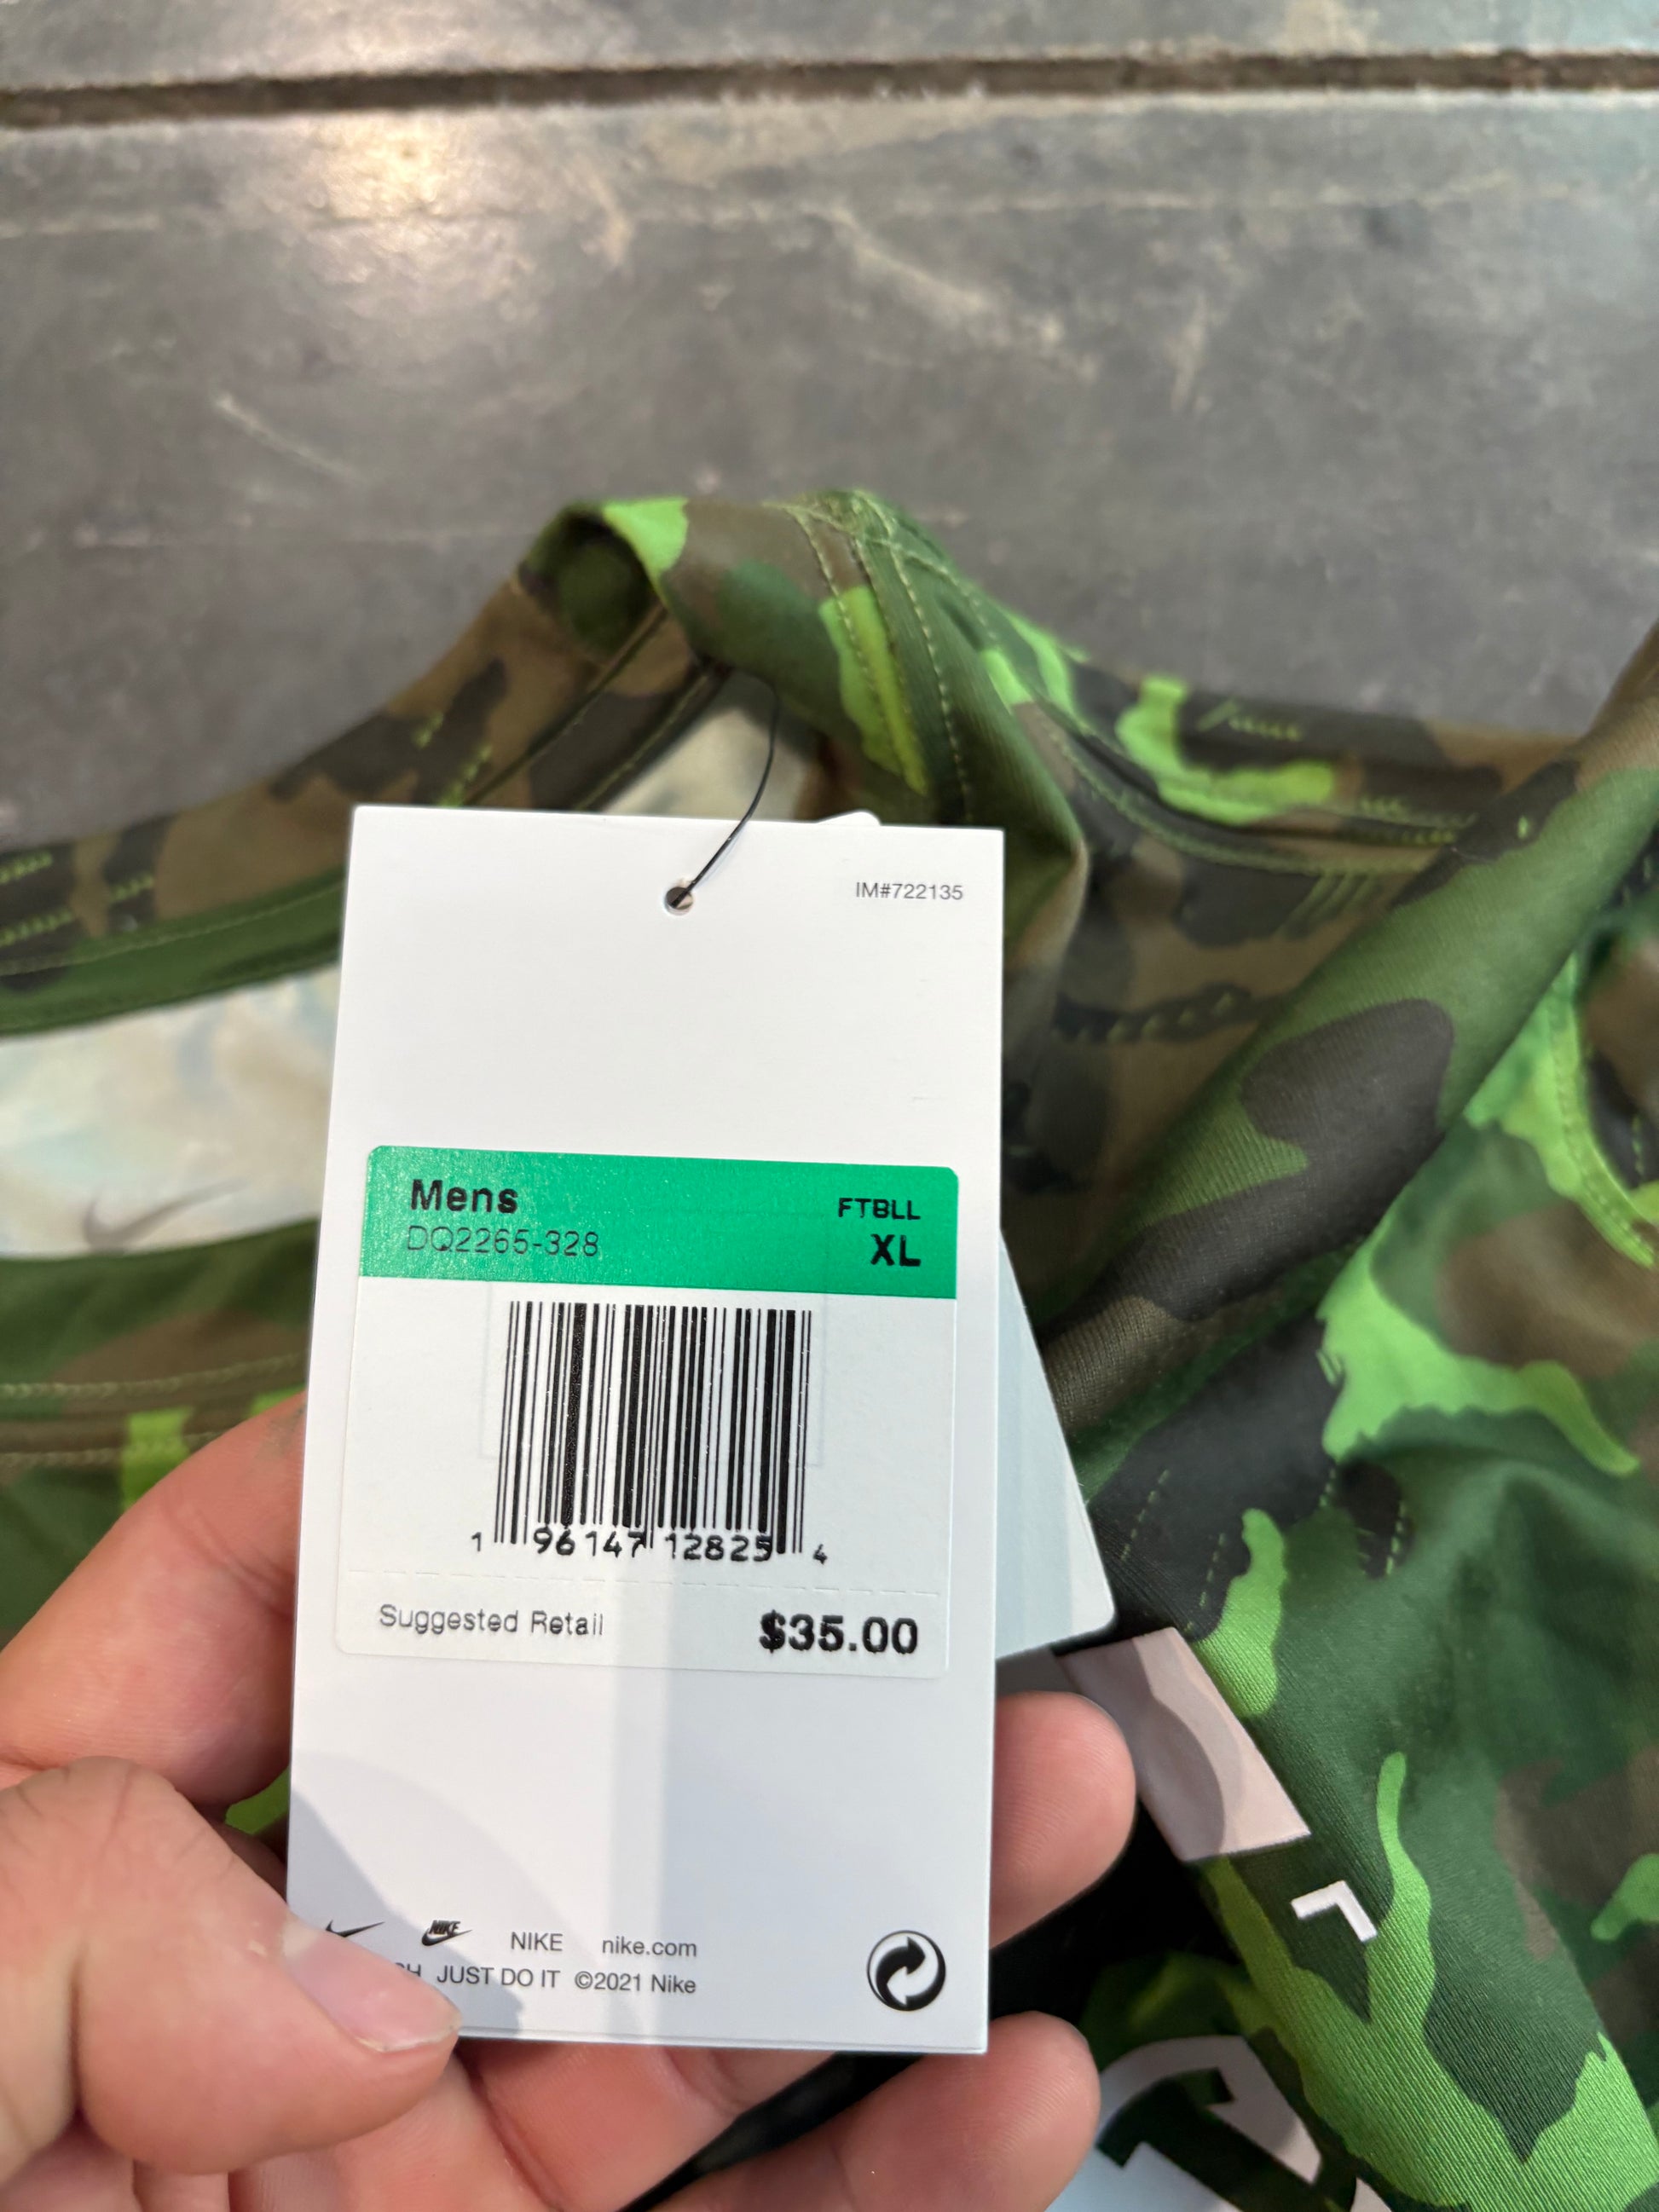 IM#722135
Mens
FTBLL
DQ2265-328
XL
1 96147 12825 4
Suggested Retail
$35.00
NIKE NIKE nike.com
JUST DO IT ©2021 Nike
L